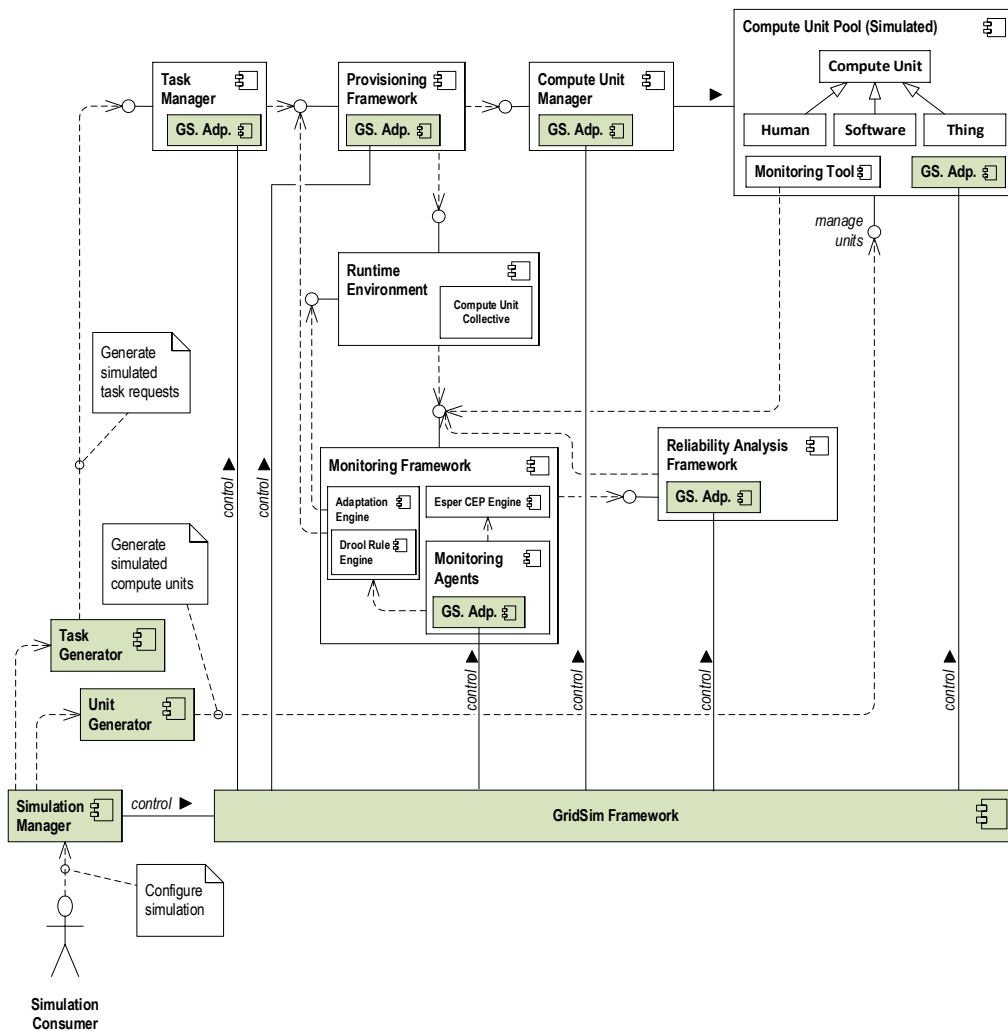 Compute Unit Pool (Simulated)
Compute Unit
Human
Software
Thing
Monitoring Tool
GS. Adp.
Task
Manager
GS. Adp.
Provisioning
Framework
GS. Adp.
Compute Unit
Manager
GS. Adp.
manage
units
Runtime
Environment
Compute Unit
Collective
Generate
simulated
task requests
Monitoring Framework
Adaptation
Engine
Drool Rule
Engine
Esper CEP Engine
Monitoring
Agents
GS. Adp.
Reliability Analysis
Framework
GS. Adp.
control
control
Generate
simulated
compute units
Task
Generator
Unit
Generator
control
control
control
control
Simulation
Manager
control
GridSim Framework
Configure
simulation
Simulation
Consumer